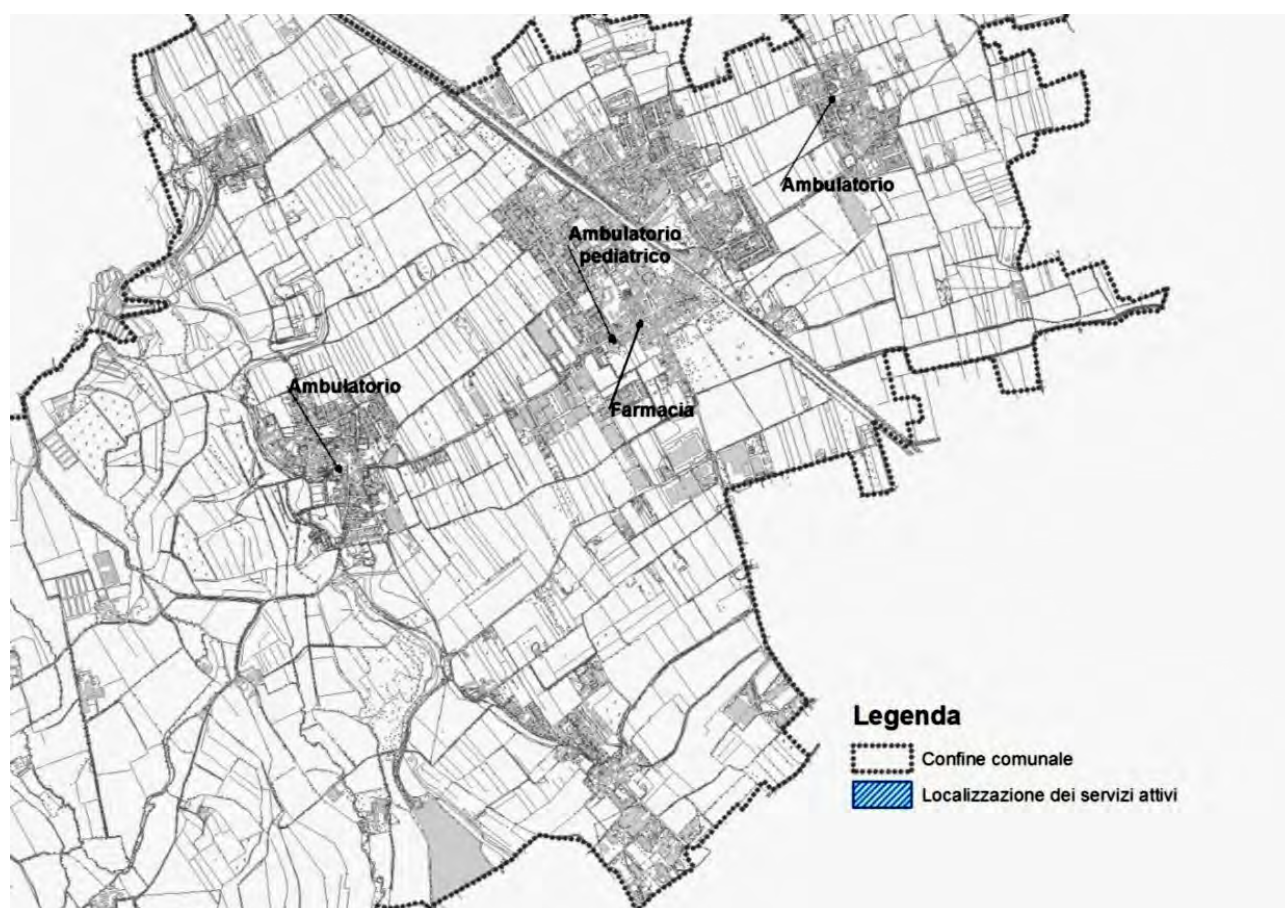 Ambulatorio
Ambulatorio
pediatrico
Ambulatorio
Farmacia
Legenda
Confine comunale
Localizzazione dei servizi attivi